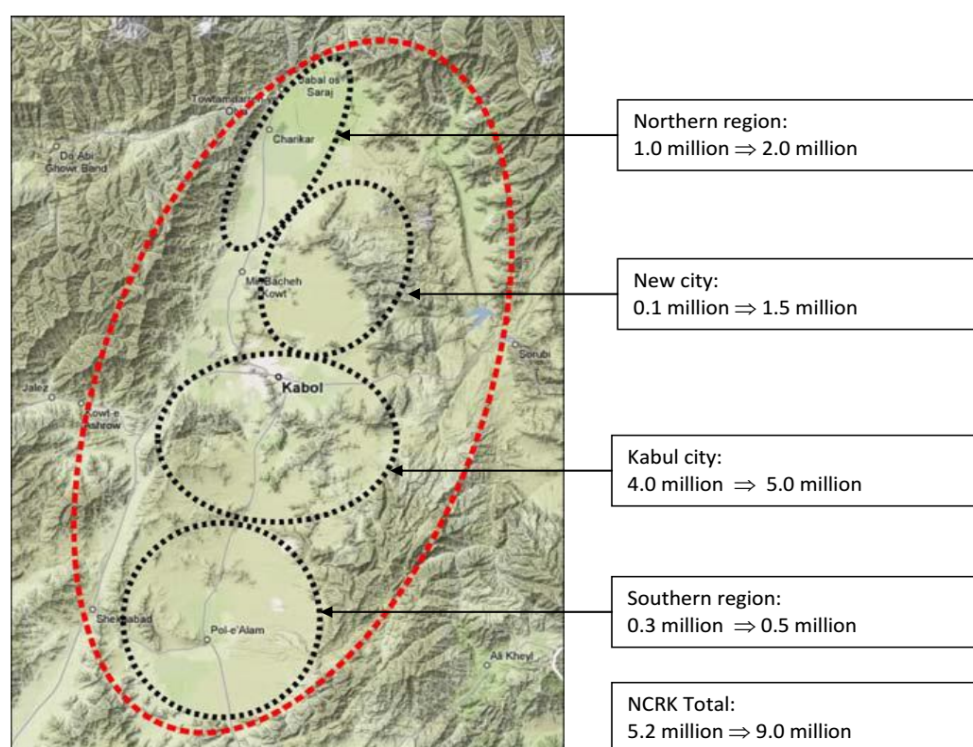 Jabal os
Saraj
Charikar
Do Abi
Ghowr Band
Mir Bacheh
Kowt
Kabol
Sorubi
Jalez
Kowt-e
Ashrow
Pol-e'Alam
Ali Kheyl
Northern region:
1.0 million ⇒ 2.0 million
New city:
0.1 million ⇒ 1.5 million
Kabul city:
4.0 million ⇒ 5.0 million
Southern region:
0.3 million ⇒ 0.5 million
NCRK Total:
5.2 million ⇒ 9.0 million